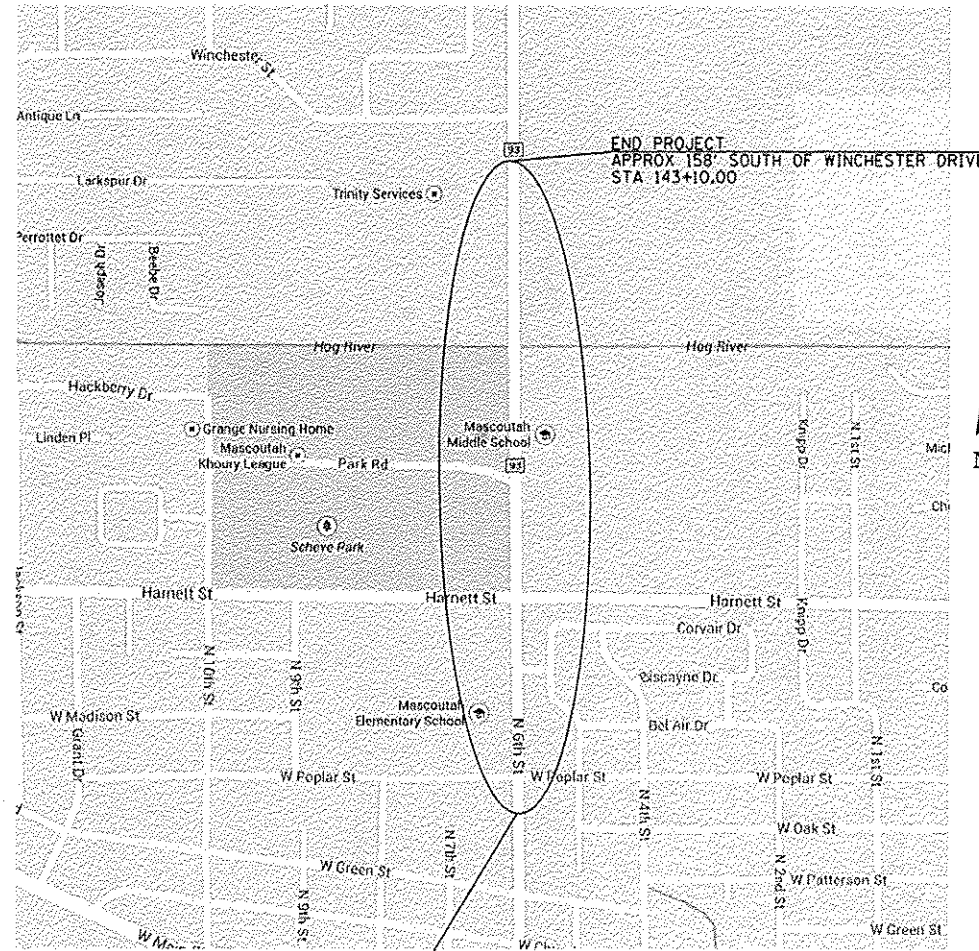 Winchester St
Antique Ln
93
END PROJECT
APPROX 158' SOUTH OF WINCHESTER DRIVE
STA 143+10.00
Larkspur Dr
Trinity Services
Perrottet Dr
Beebe Dr
Hog River
Hog River
Hackberry Dr
Linden Pl
Grange Nursing Home
Mascoutah
Khoury League
Park Rd
Mascoutah
Middle School
93
Knipp Dr
N 1st St
Scheve Park
Harnett St
Harnett St
Harnett St
Corvair Dr
Knipp Dr
N 10th St
N 9th St
Biscayne Dr
W Madison St
Grant Dr
Mascoutah
Elementary School
N 6th St
Bel Air Dr
N 1st St
W Poplar St
W Poplar St
W Poplar St
N 4th St
W Oak St
N 7th St
W Green St
N 9th St
N 2nd St
W Patterson St
W Green St